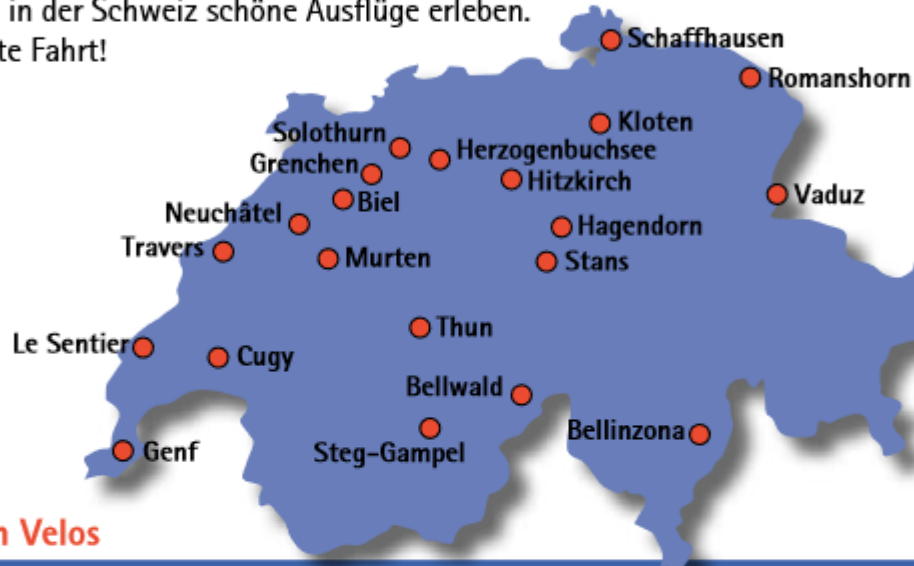 in der Schweiz schöne Ausflüge erleben.
te Fahrt!
Schaffhausen
Romanshorn
Kloten
Solothurn
Herzogenbuchsee
Grenchen
Hitzkirch
Vaduz
Biel
Neuchâtel
Hagendorn
Travers
Murten
Stans
Thun
Le Sentier
Cugy
Bellwald
Bellinzona
Genf
Steg-Gampel
n Velos